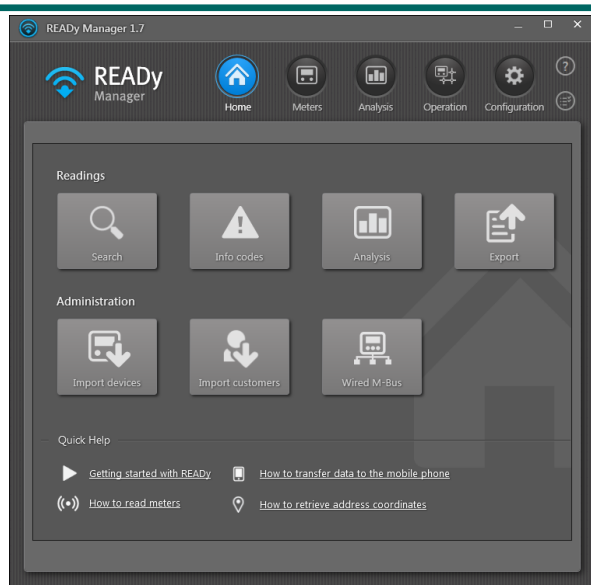 READy Manager 1.7
READy
Manager
Home Meters Analysis Operation Configuration
?
Readings
Search Info codes Analysis Export
Administration
Import devices Import customers Wired M-Bus
Quick Help
Getting started with READy How to transfer data to the mobile phone
How to read meters How to retrieve address coordinates